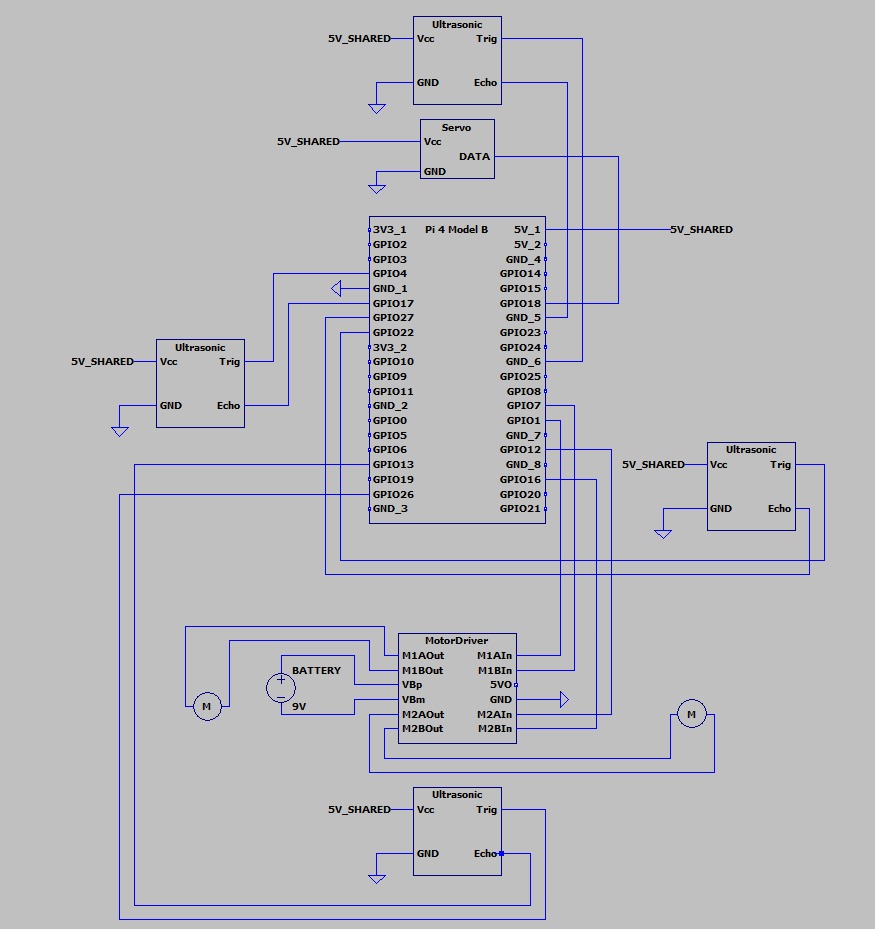 Ultrasonic
5V_SHARED Vcc Trig
GND Echo
Servo
5V_SHARED Vcc
DATA
GND
3V3_1 Pi 4 Model B 5V_1 5V_SHARED
GPIO2 5V_2
GPIO3 GND_4
GPIO4 GPIO14
GND_1 GPIO15
GPIO17 GPIO18
GPIO27 GND_5
GPIO22 GPIO23
3V3_2 GPIO24
GPIO10 GND_6
GPIO9 GPIO25
GPIO11 GPIO8
GND_2 GPIO7
GPIO0 GPIO1
GPIO5 GND_7
GPIO6 GPIO12
GPIO13 GND_8
GPIO19 GPIO16
GPIO26 GPIO20
GND_3 GPIO21
Ultrasonic
5V_SHARED Vcc Trig
GND Echo
Ultrasonic
5V_SHARED Vcc Trig
GND Echo
MotorDriver
M1AOut M1AIn
M1BOut M1BIn
VBp 5VO
VBm GND
M2AOut M2AIn
M2BOut M2BIn
BATTERY
9V
M
M
Ultrasonic
5V_SHARED Vcc Trig
GND Echo